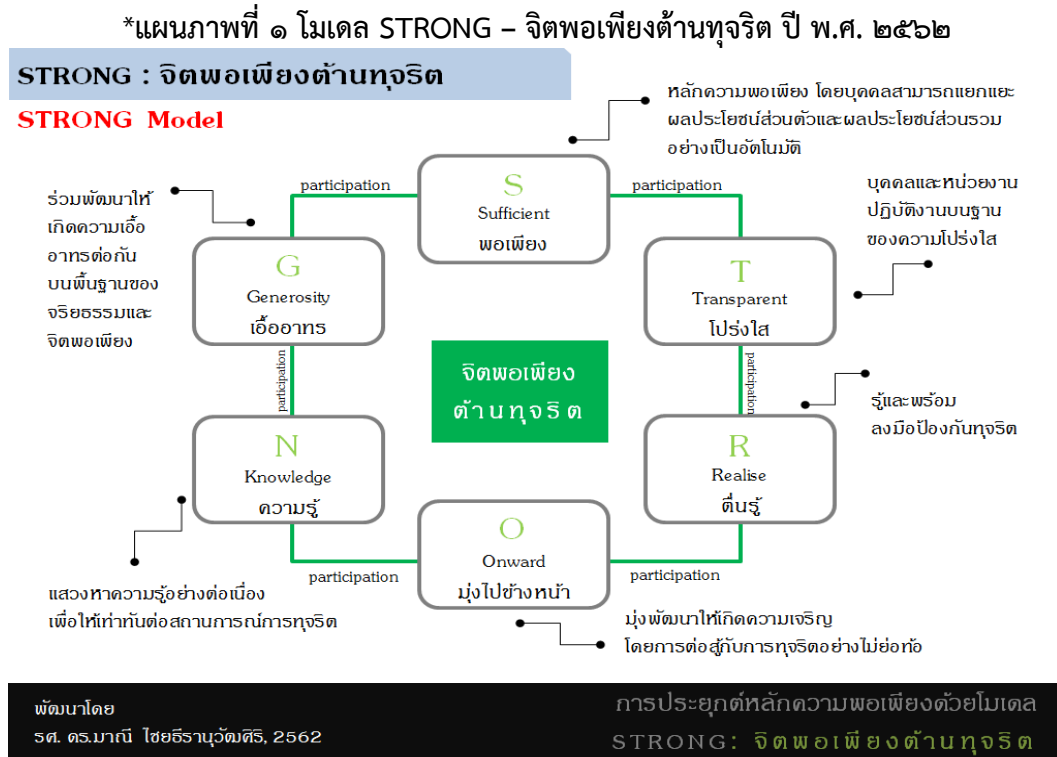 *แผนภาพที่ ๑ โมเดล STRONG – จิตพอเพียงต้านทุจริต ปี พ.ศ. ๒๕๖๒
STRONG : จิตพอเพียงต้านทุจริต
STRONG Model
หลักความพอเพียง โดยบุคคลสามารถแยกแยะ
ผลประโยชน์ส่วนตัวและผลประโยชน์ส่วนรวม
อย่างเป็นอัตโนมัติ
participation
S
Sufficient
พอเพียง
participation
บุคคลและหน่วยงาน
ปฏิบัติงานบนฐาน
ของความโปร่งใส
ร่วมพัฒนาให้
เกิดความเอื้อ
อาทรต่อกัน
บนพื้นฐานของ
จริยธรรมและ
จิตพอเพียง
G
Generosity
เอื้ออาทร
T
Transparent
โปร่งใส
participation
จิตพอเพียง
ต้านทุจริต
participation
รู้และพร้อม
ลงมือป้องกันทุจริต
N
Knowledge
ความรู้
R
Realise
ตื่นรู้
O
Onward
มุ่งไปข้างหน้า
participation
participation
แสวงหาความรู้อย่างต่อเนื่อง
เพื่อให้เท่าทันต่อสถานการณ์การทุจริต
มุ่งพัฒนาให้เกิดความเจริญ
โดยการต่อสู้กับการทุจริตอย่างไม่ย่อท้อ
พัฒนาโดย
รศ. ดร.มาณี ไชยธีรานุวัฒศิริ, 2562
การประยุกต์หลักความพอเพียงด้วยโมเดล
STRONG: จิตพอเพียงต้านทุจริต